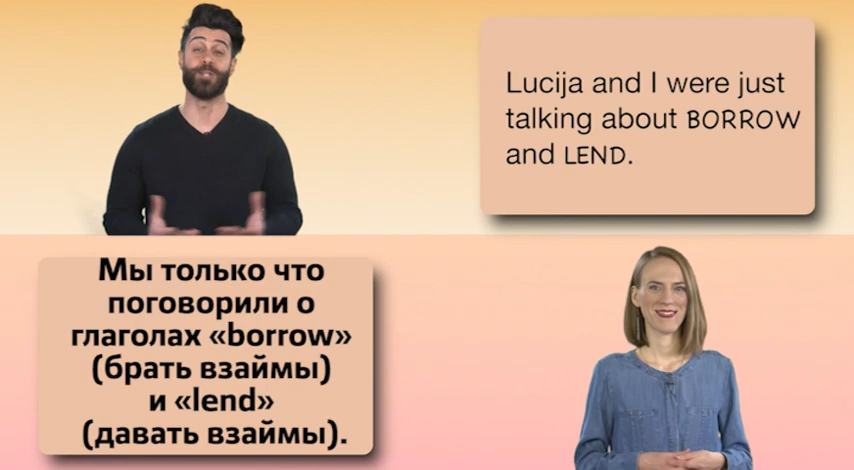 Lucija and I were just
talking about BORROW
and LEND.
Мы только что
поговорили о
глаголах «borrow»
(брать взаймы)
и «lend»
(давать взаймы).